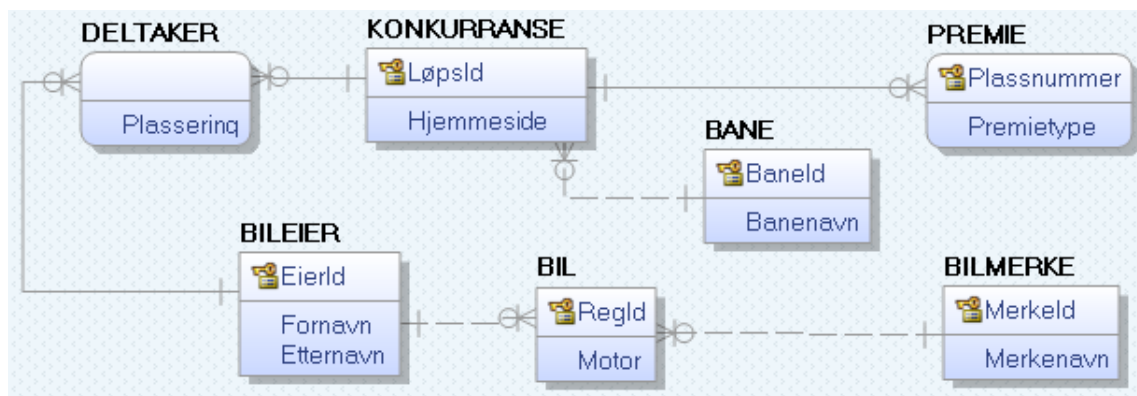 DELTAKER
Plassering
KONKURRANSE
LøpsId
Hjemmeside
PREMIE
Plassnummer
Premietype
BANE
BaneId
Banenavn
BILEIER
EierId
Fornavn
Etternavn
BIL
RegId
Motor
BILMERKE
MerkeId
Merkenavn